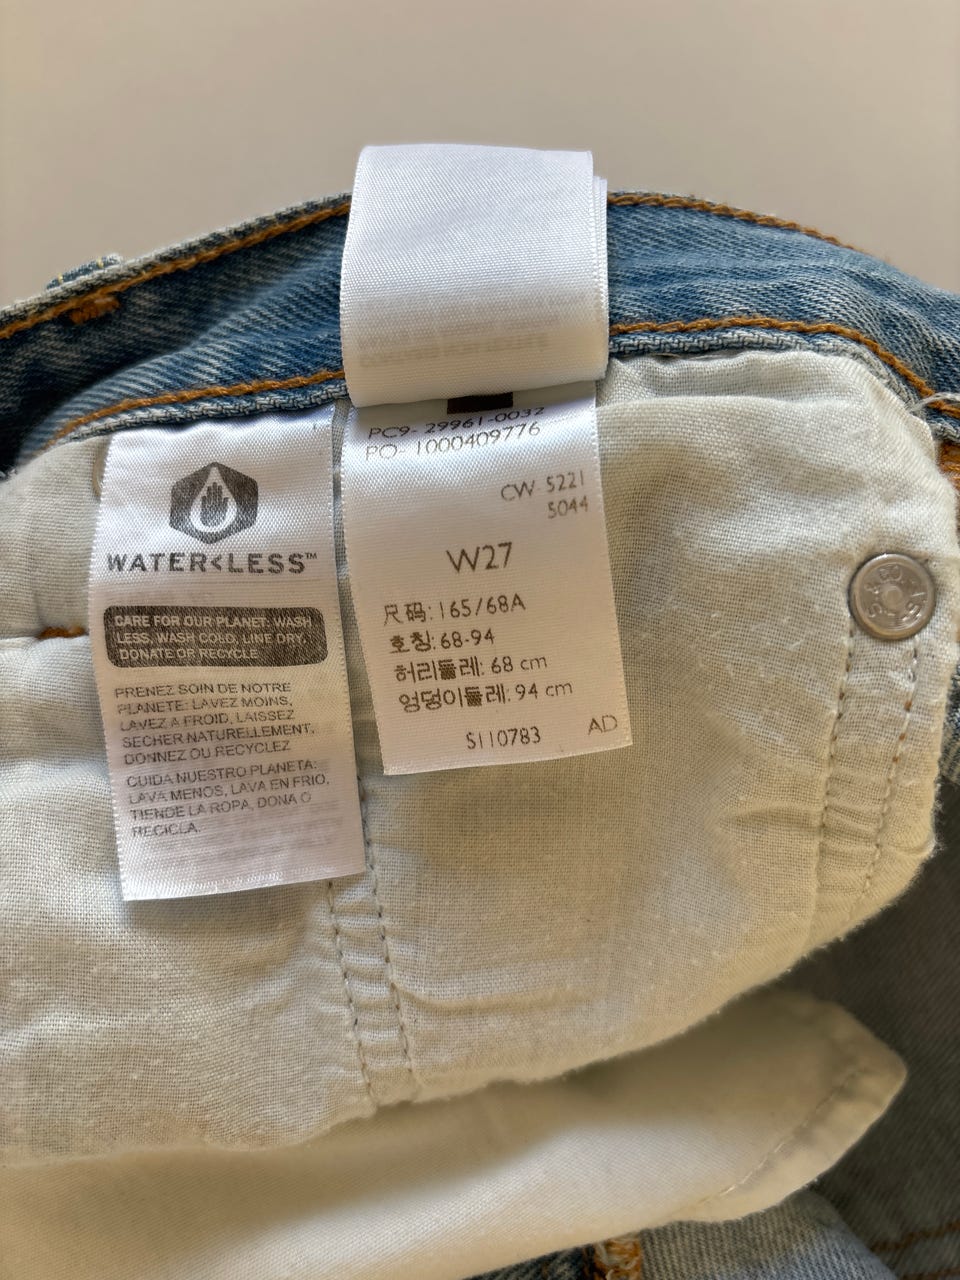 WATER<LESS™
CARE FOR OUR PLANET: WASH
LESS, WASH COLD, LINE DRY,
DONATE OR RECYCLE
PRENEZ SOIN DE NOTRE
PLANETE: LAVEZ MOINS,
LAVEZ A FROID, LAISSEZ
SECHER NATURELLEMENT,
DONNEZ OU RECYCLEZ
CUIDA NUESTRO PLANETA:
LAVA MENOS, LAVA EN FRIO,
TIENDE LA ROPA, DONA O
RECICLA.
PC9- 29961-0032
PO- 1000409776
CW- 5221
5044
W27
尺码: 165/68A
호칭: 68-94
허리둘레: 68 cm
엉덩이둘레: 94 cm
S110783 AD